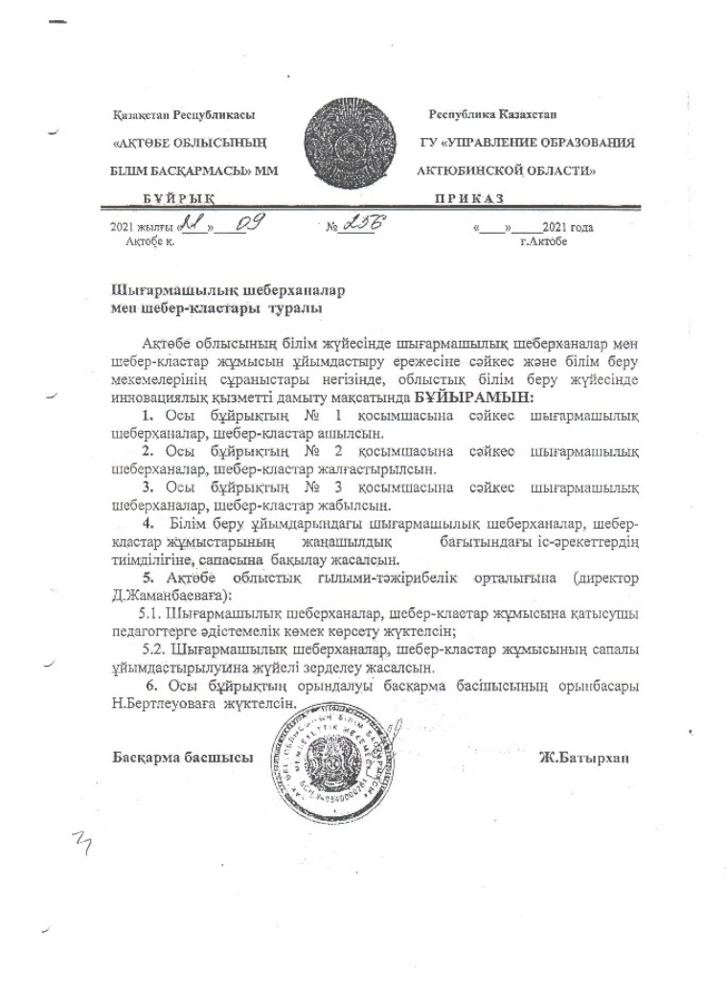 Қазақстан Республикасы
Республика Казахстан
«АҚТӨБЕ ОБЛЫСЫНЫҢ
ГУ «УПРАВЛЕНИЕ ОБРАЗОВАНИЯ
БІЛІМ БАСҚАРМАСЫ» ММ
АКТЮБИНСКОЙ ОБЛАСТИ»
БҰЙРЫҚ
ПРИКАЗ
2021 жылғы «__»_09_
№ 256
«____»_____2021 года
Ақтөбе қ.
г.Актобе
Шығармашылық шеберханалар
мен шебер-кластары туралы
Ақтөбе облысының білім жүйесінде шығармашылық шеберханалар мен
шебер-кластар жұмысын ұйымдастыру ережесіне сәйкес және білім беру
мекемелерінің сұраныстары негізінде, облыстық білім беру жүйесінде
инновациялық қызметті дамыту мақсатында БҰЙЫРАМЫН:
1. Осы бұйрықтың № 1 қосымшасына сәйкес шығармашылық
шеберханалар, шебер-кластар ашылсын.
2. Осы бұйрықтың № 2 қосымшасына сәйкес шығармашылық
шеберханалар, шебер-кластар жалғастырылсын.
3. Осы бұйрықтың № 3 қосымшасына сәйкес шығармашылық
шеберханалар, шебер-кластар жабылсын.
4. Білім беру ұйымдарындағы шығармашылық шеберханалар, шебер-
кластар жұмыстарының жаңашылдық бағытындағы іс-әрекеттердің
тиімділігіне, сапасына бақылау жасалсын.
5. Ақтөбе облыстық ғылыми-тәжірибелік орталығына (директор
Д.Жаманбаеваға):
5.1. Шығармашылық шеберханалар, шебер-кластар жұмысына қатысушы
педагогтерге әдістемелік көмек көрсету жүктелсін;
5.2. Шығармашылық шеберханалар, шебер-кластар жұмысының сапалы
ұйымдастырылуына жүйелі зерделеу жасалсын.
6. Осы бұйрықтың орындалуы басқарма басшысының орынбасары
Н.Бертлеуоваға жүктелсін.
Басқарма басшысы
Ж.Батырхан